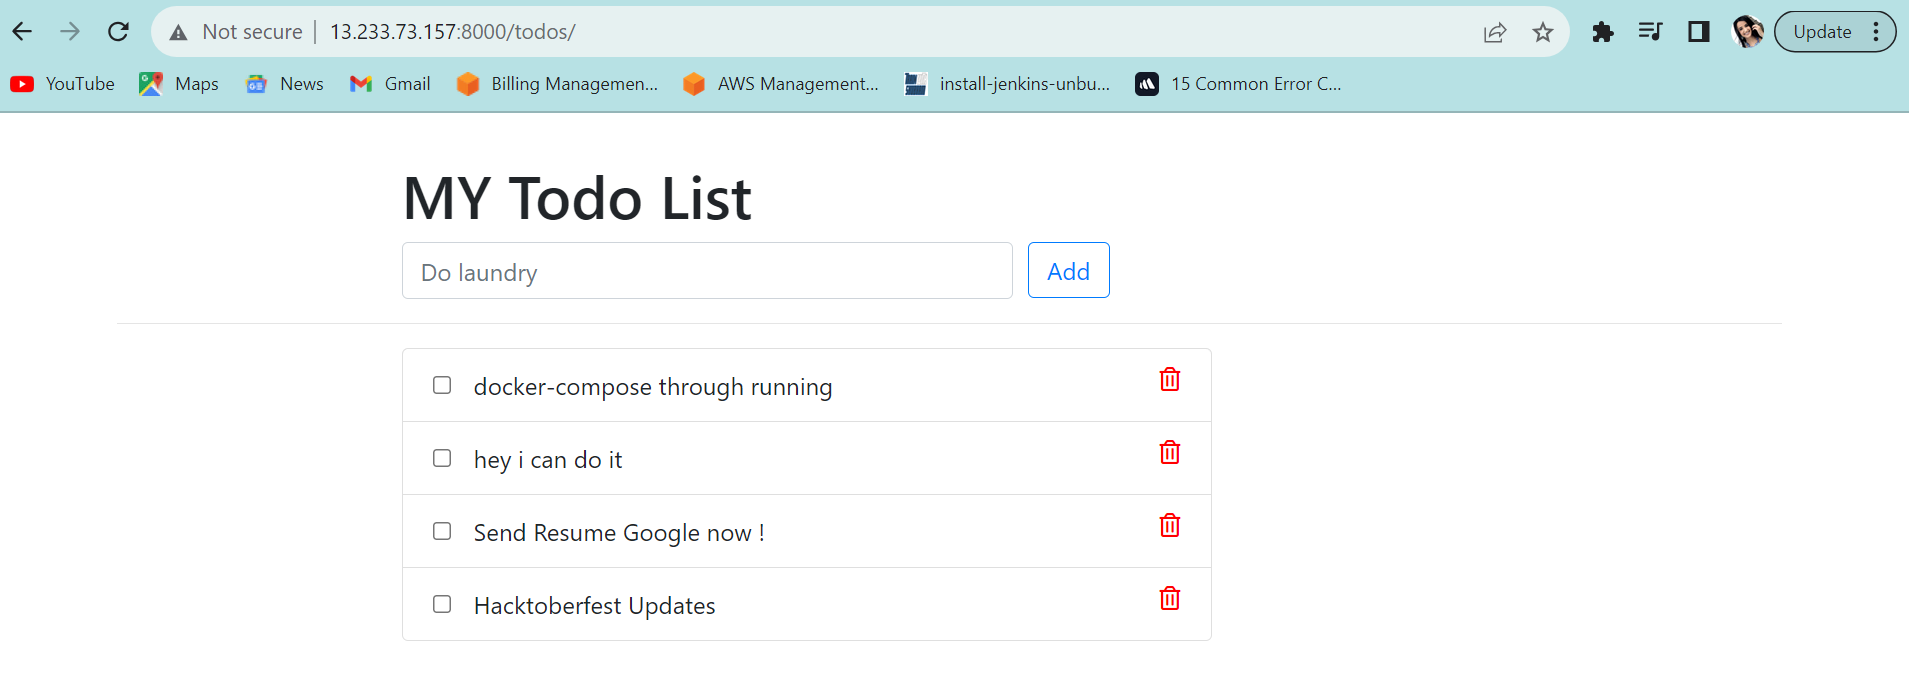 Not secure | 13.233.73.157:8000/todos/
Update
YouTube Maps News Gmail Billing Managemen... AWS Management... install-jenkins-unbu... 15 Common Error C...
MY Todo List
Do laundry Add
docker-compose through running
hey i can do it
Send Resume Google now !
Hacktoberfest Updates